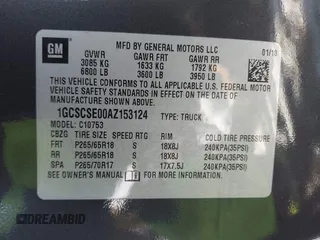 GM
MFD BY GENERAL MOTORS LLC
GVWR GAWR FRT GAWR RR 01/10
3085 KG 1633 KG 1792 KG
6800 LB 3600 LB 3950 LB
THIS VEHICLE CONFORMS TO ALL APPLICABLE U.S. FEDERAL MOTOR
VEHICLE SAFETY STANDARDS IN EFFECT ON THE DATE OF
MANUFACTURE SHOWN ABOVE.
1GCSCSE00AZ153124 TYPE: TRUCK
MODEL: C10753
TIRE SIZE SPEED RTG RIM COLD TIRE PRESSURE
FRT P265/65R18 S 18X8J 240KPA(35PSI)
RR P265/65R18 S 18X8J 240KPA(35PSI)
SPA P265/70R17 S 17X7.5J 240KPA(35PSI)
SEE OWNER'S MANUAL FOR MORE INFORMATION
DREAMBID